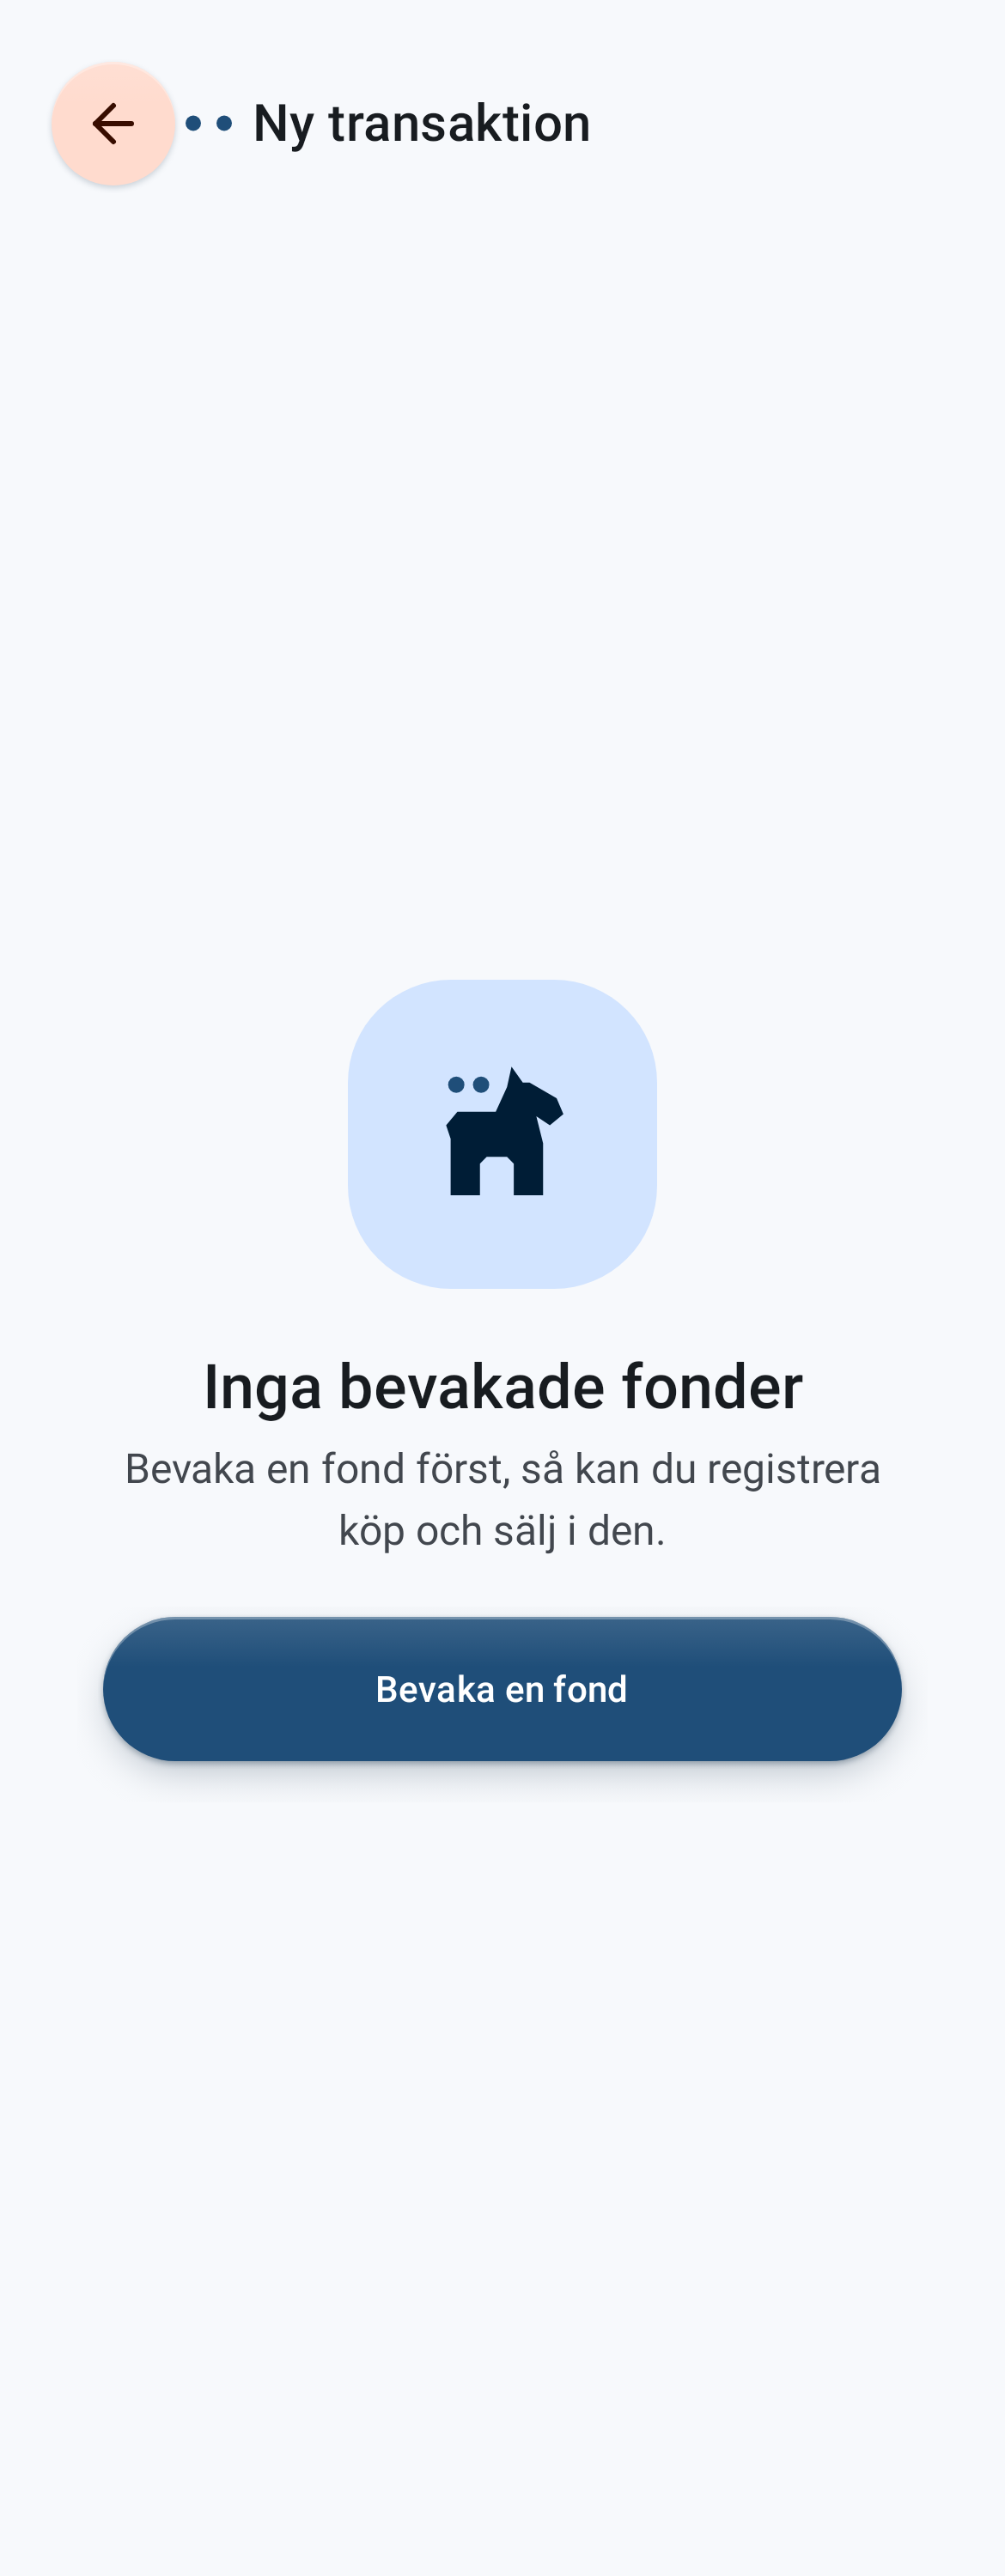 Ny transaktion
Inga bevakade fonder
Bevaka en fond först, så kan du registrera
köp och sälj i den.
Bevaka en fond